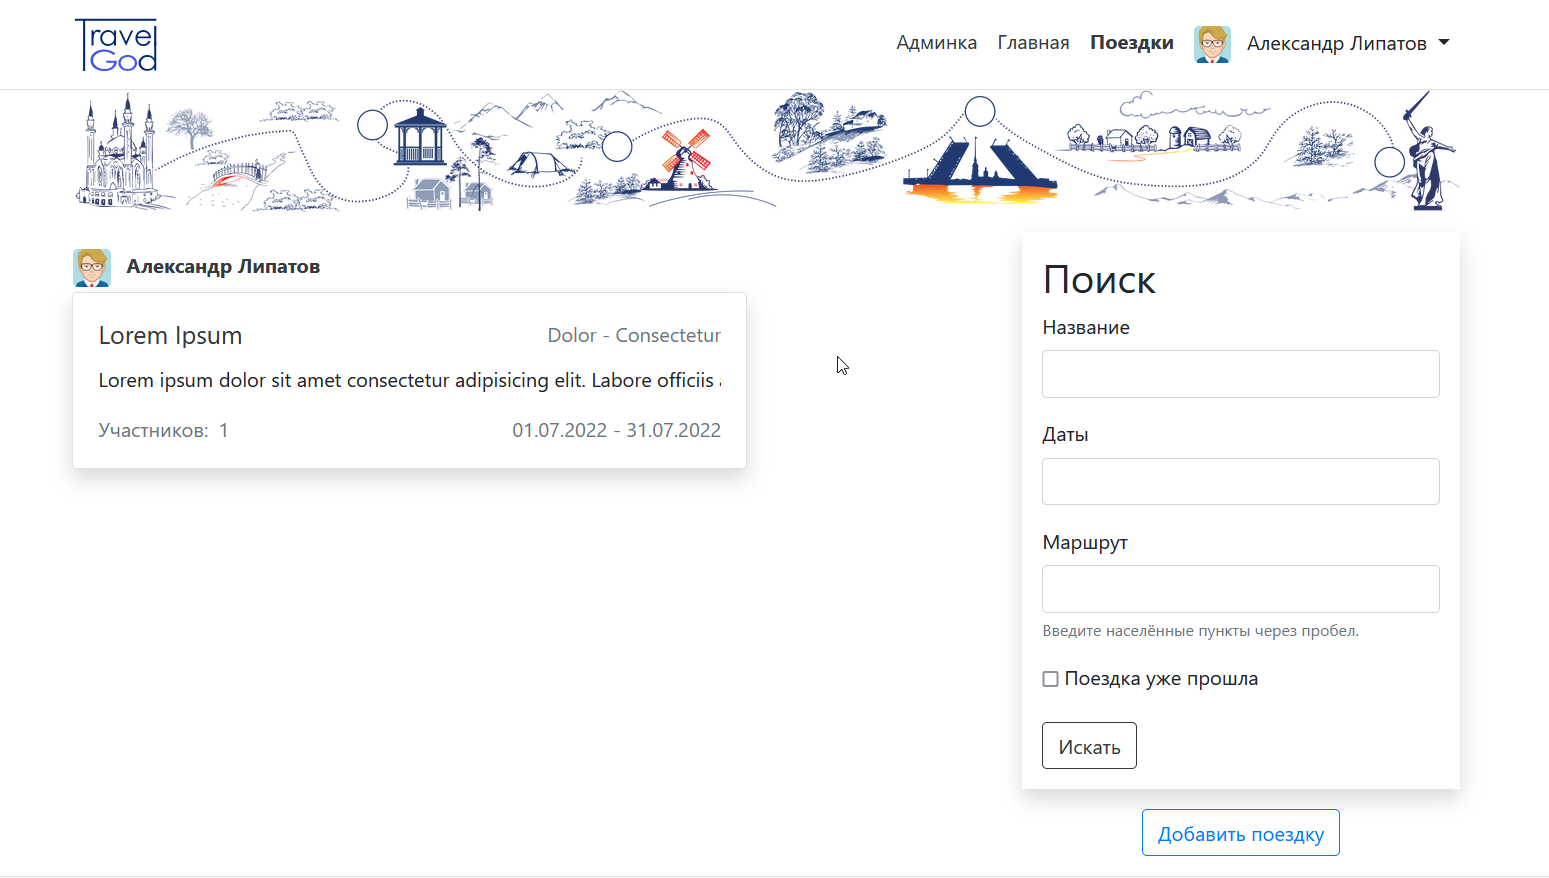 Travel
God
Админка Главная Поездки Александр Липатов
Александр Липатов
Lorem Ipsum Dolor - Consectetur
Lorem ipsum dolor sit amet consectetur adipisicing elit. Labore officiis
Участников: 1 01.07.2022 - 31.07.2022
Поиск
Название
Даты
Маршрут
Введите населённые пункты через пробел.
Поездка уже прошла
Искать
Добавить поездку